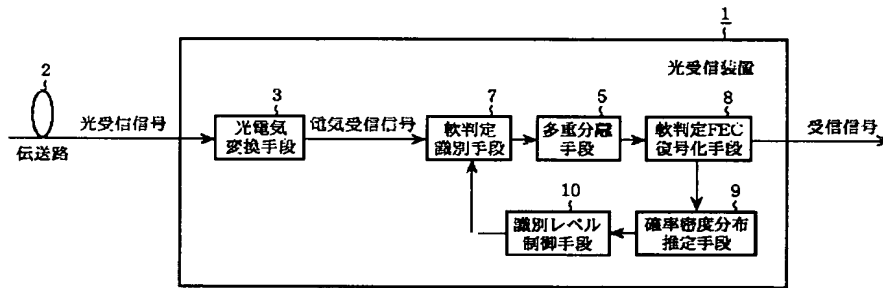 1
光受信装置
2
光受信信号
伝送路
3
光電気
変換手段
電気受信信号
7
軟判定
識別手段
5
多重分離
手段
8
軟判定FEC
復号化手段
受信信号
10
識別レベル
制御手段
9
確率密度分布
推定手段